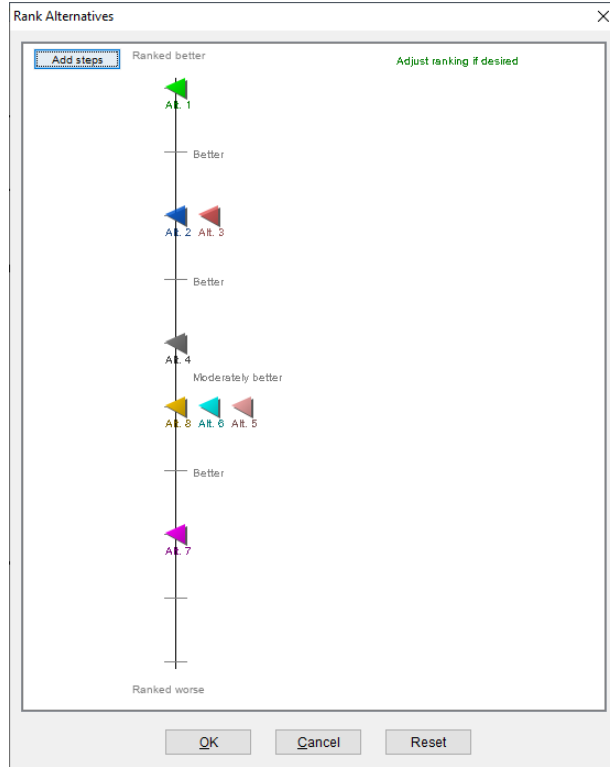 Rank Alternatives
Add steps
Ranked better
Adjust ranking if desired
Alt. 1
Better
Alt. 2 Alt. 3
Better
Alt. 4
Moderately better
Alt. 8 Alt. 6 Alt. 5
Better
Alt. 7
Ranked worse
OK Cancel Reset